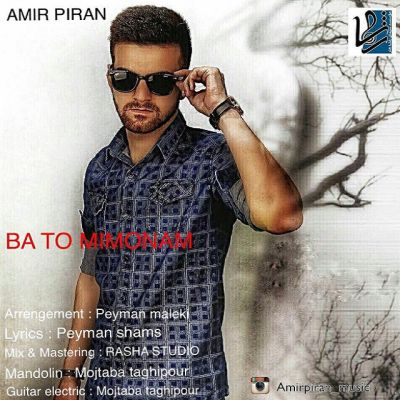 AMIR PIRAN
BA TO MIMONAM
Arrengement : Peyman maleki
Lyrics : Peyman shams
Mix & Mastering : RASHA STUDIO
Mandolin : Mojtaba taghipour
Guitar electric : Mojtaba taghipour
Amirpiran_music